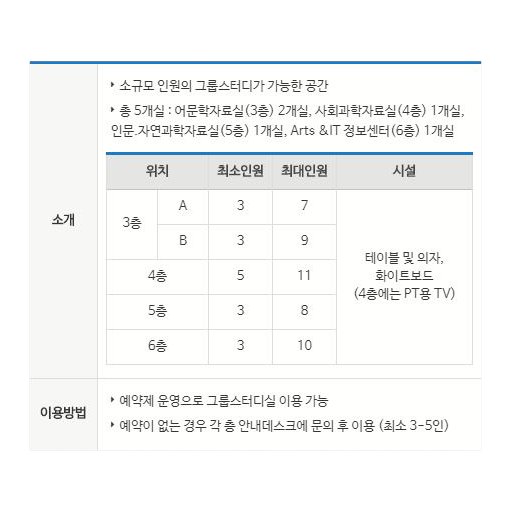 소개
소규모 인원의 그룹스터디가 가능한 공간
총 5개실 : 어문학자료실(3층) 2개실, 사회과학자료실(4층) 1개실,
인문.자연과학자료실(5층) 1개실, Arts &IT 정보센터(6층) 1개실
위치 최소인원 최대인원 시설
3층 A 3 7
B 3 9
4층 5 11
5층 3 8
6층 3 10
테이블 및 의자,
화이트보드
(4층에는 PT용 TV)
이용방법
예약제 운영으로 그룹스터디실 이용 가능
예약이 없는 경우 각 층 안내데스크에 문의 후 이용 (최소 3-5인)